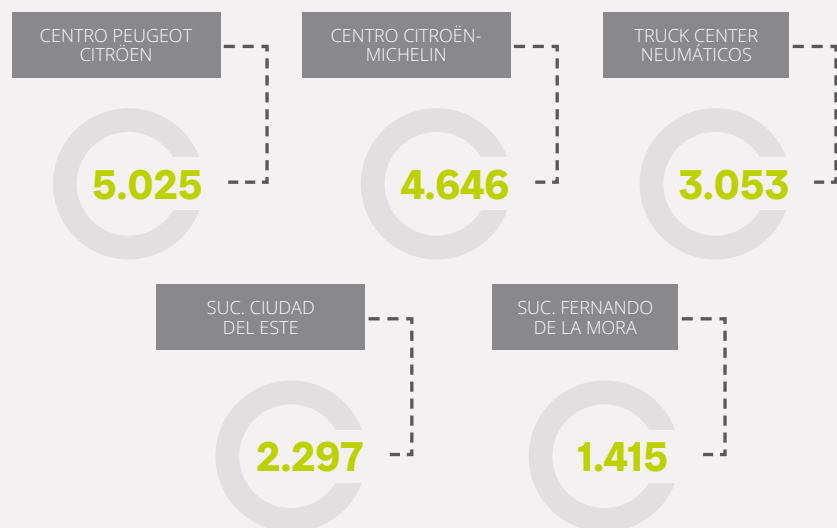 CENTRO PEUGEOT
CITRÖEN
5.025
CENTRO CITROËN-
MICHELIN
4.646
TRUCK CENTER
NEUMÁTICOS
3.053
SUC. CIUDAD
DEL ESTE
2.297
SUC. FERNANDO
DE LA MORA
1.415